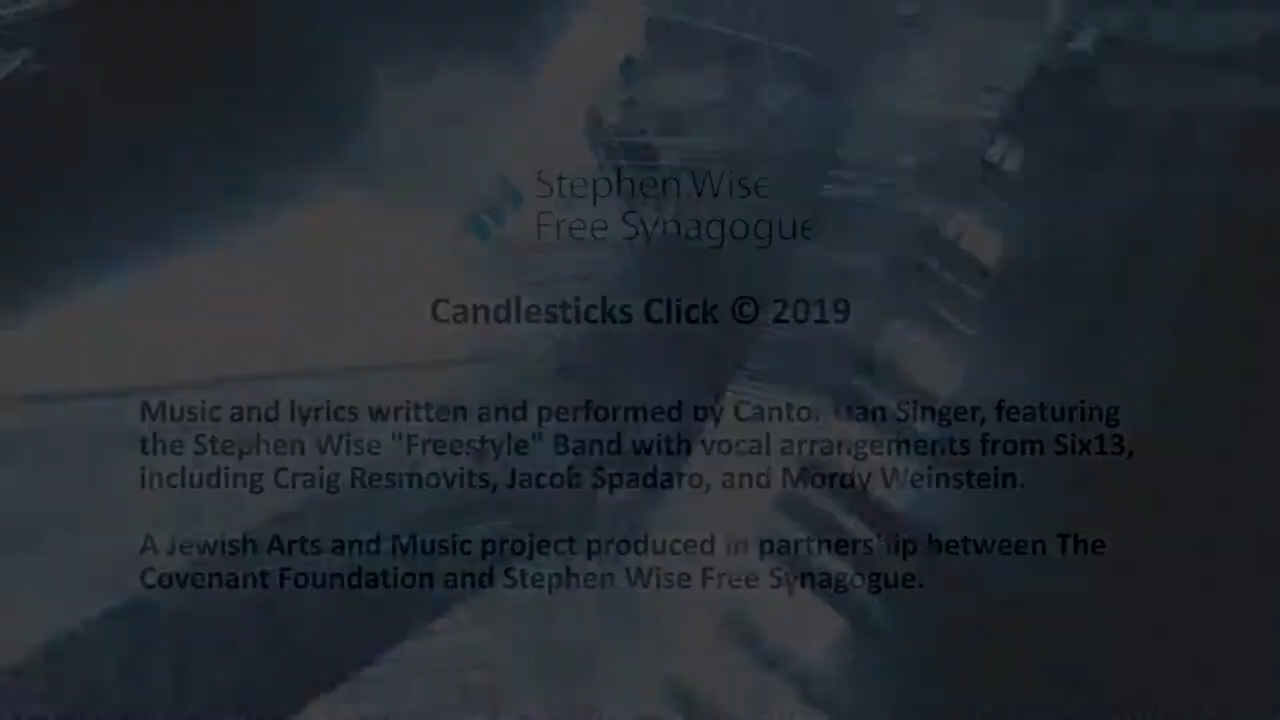 Stephen Wise
Free Synagogue
Candlesticks Click © 2019
Music and lyrics written and performed by Singer, featuring
the Stephen Wise "Freestyle" Band with vocal arrangements from Six13,
including Craig Resmovits, Jacob Spadaro, and Mordy Weinstein.
A Jewish Arts and Music project produced in partnership between The
Covenant Foundation and Stephen Wise Free Synagogue.